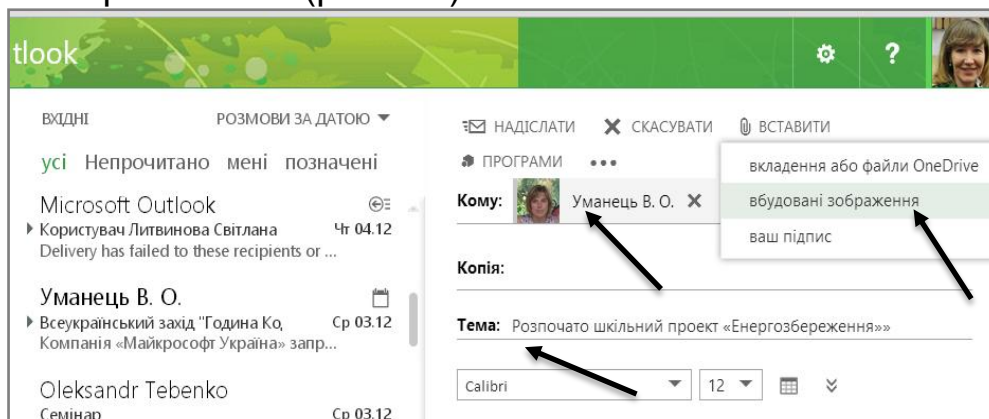 tlook
?
ВХІДНІ РОЗМОВИ ЗА ДАТОЮ
усі Непрочитано мені позначені
Microsoft Outlook
Користувач Литвинова Світлана Чт 04.12
Delivery has failed to these recipients or ...
Уманець В. О.
Всеукраїнський захід "Година Ко, Ср 03.12
Компанія «Майкрософт Україна» запр...
Oleksandr Tebenko
Семінар Ср 03.12
НАДІСЛАТИ СКАСУВАТИ ВСТАВИТИ
ПРОГРАМИ •••
вкладення або файли OneDrive
вбудовані зображення
ваш підпис
Кому: Уманець В. О.
Копія:
Тема: Розпочато шкільний проект «Енергозбереження»»
Calibri 12